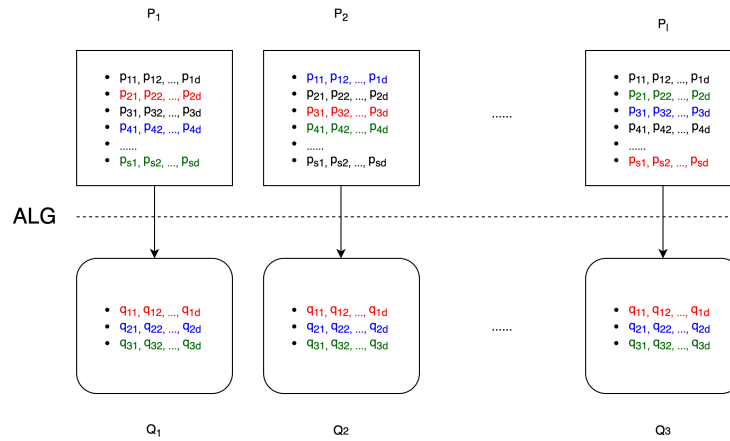 P1 P2 Pl
• p11, p12, ..., p1d
• p21, p22, ..., p2d
• p31, p32, ..., p3d
• p41, p42, ..., p4d
• ......
• ps1, ps2, ..., psd
• p11, p12, ..., p1d
• p21, p22, ..., p2d
• p31, p32, ..., p3d
• p41, p42, ..., p4d
• ......
• ps1, ps2, ..., psd
......
• p11, p12, ..., p1d
• p21, p22, ..., p2d
• p31, p32, ..., p3d
• p41, p42, ..., p4d
• ......
• ps1, ps2, ..., psd
ALG
• q11, q12, ..., q1d
• q21, q22, ..., q2d
• q31, q32, ..., q3d
• q11, q12, ..., q1d
• q21, q22, ..., q2d
• q31, q32, ..., q3d
......
• q11, q12, ..., q1d
• q21, q22, ..., q2d
• q31, q32, ..., q3d
Q1 Q2 Q3